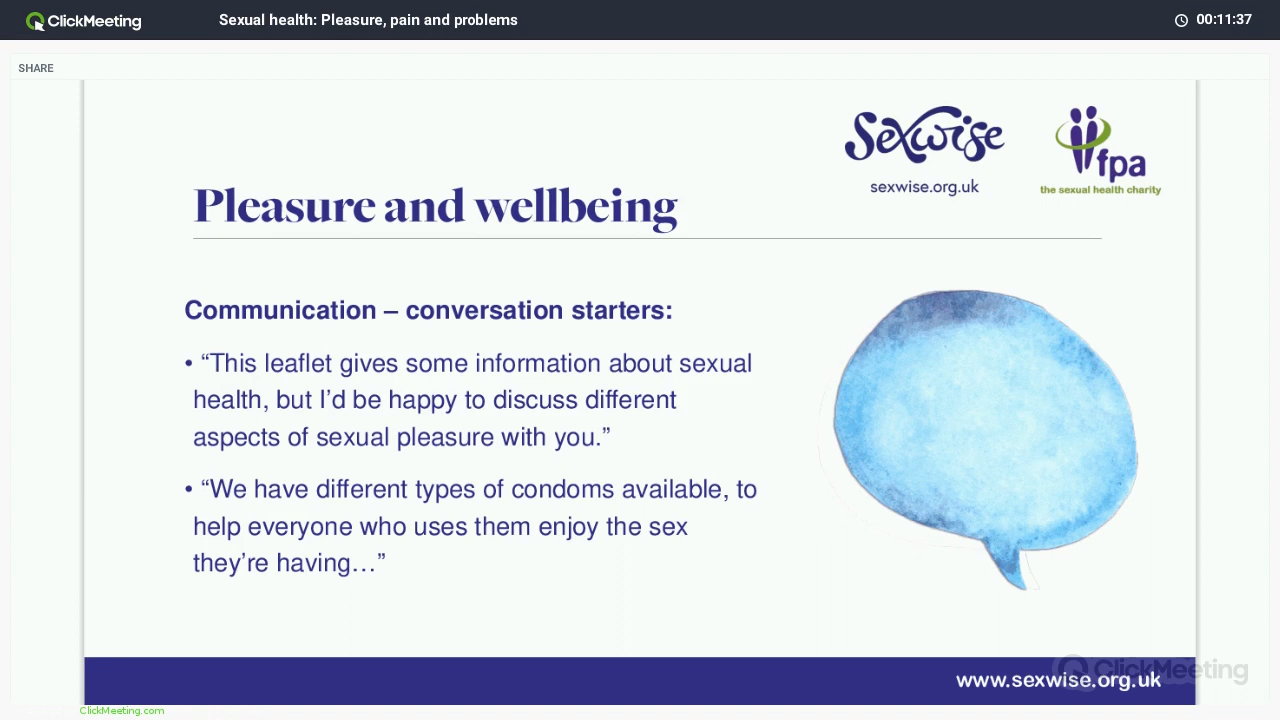 ClickMeeting
Sexual health: Pleasure, pain and problems
00:11:37
SHARE
Sexwise
sexwise.org.uk
fpa
the sexual health charity
Pleasure and wellbeing
Communication – conversation starters:
• “This leaflet gives some information about sexual
health, but I’d be happy to discuss different
aspects of sexual pleasure with you.”
• “We have different types of condoms available, to
help everyone who uses them enjoy the sex
they’re having…”
ClickMeeting
www.sexwise.org.uk
ClickMeeting.com